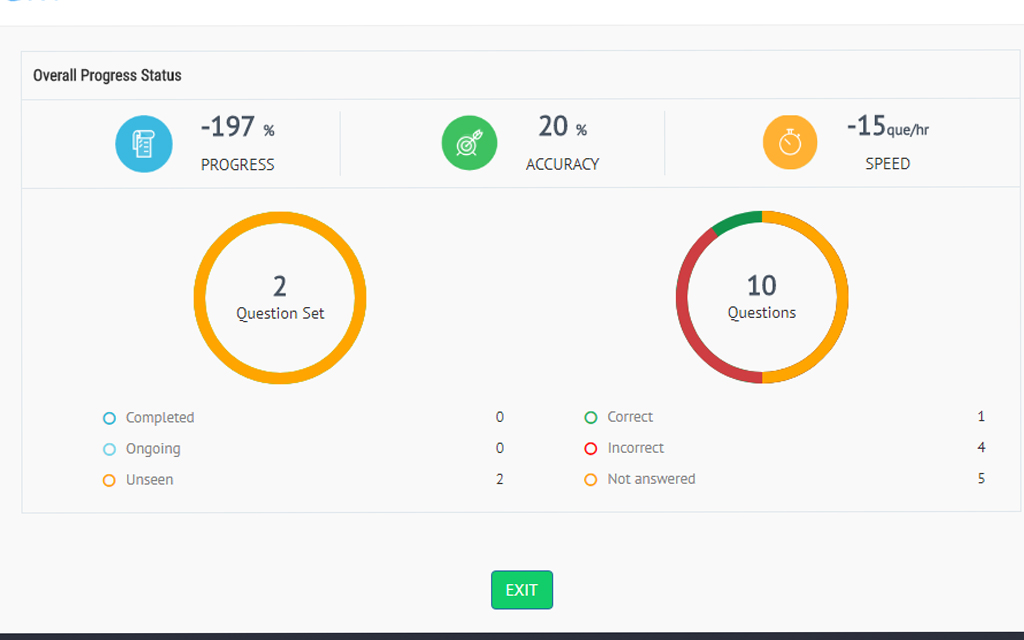 Overall Progress Status
-197 %
PROGRESS
20 %
ACCURACY
-15que/hr
SPEED
2
Question Set
10
Questions
Completed 0
Ongoing 0
Unseen 2
Correct 1
Incorrect 4
Not answered 5
EXIT